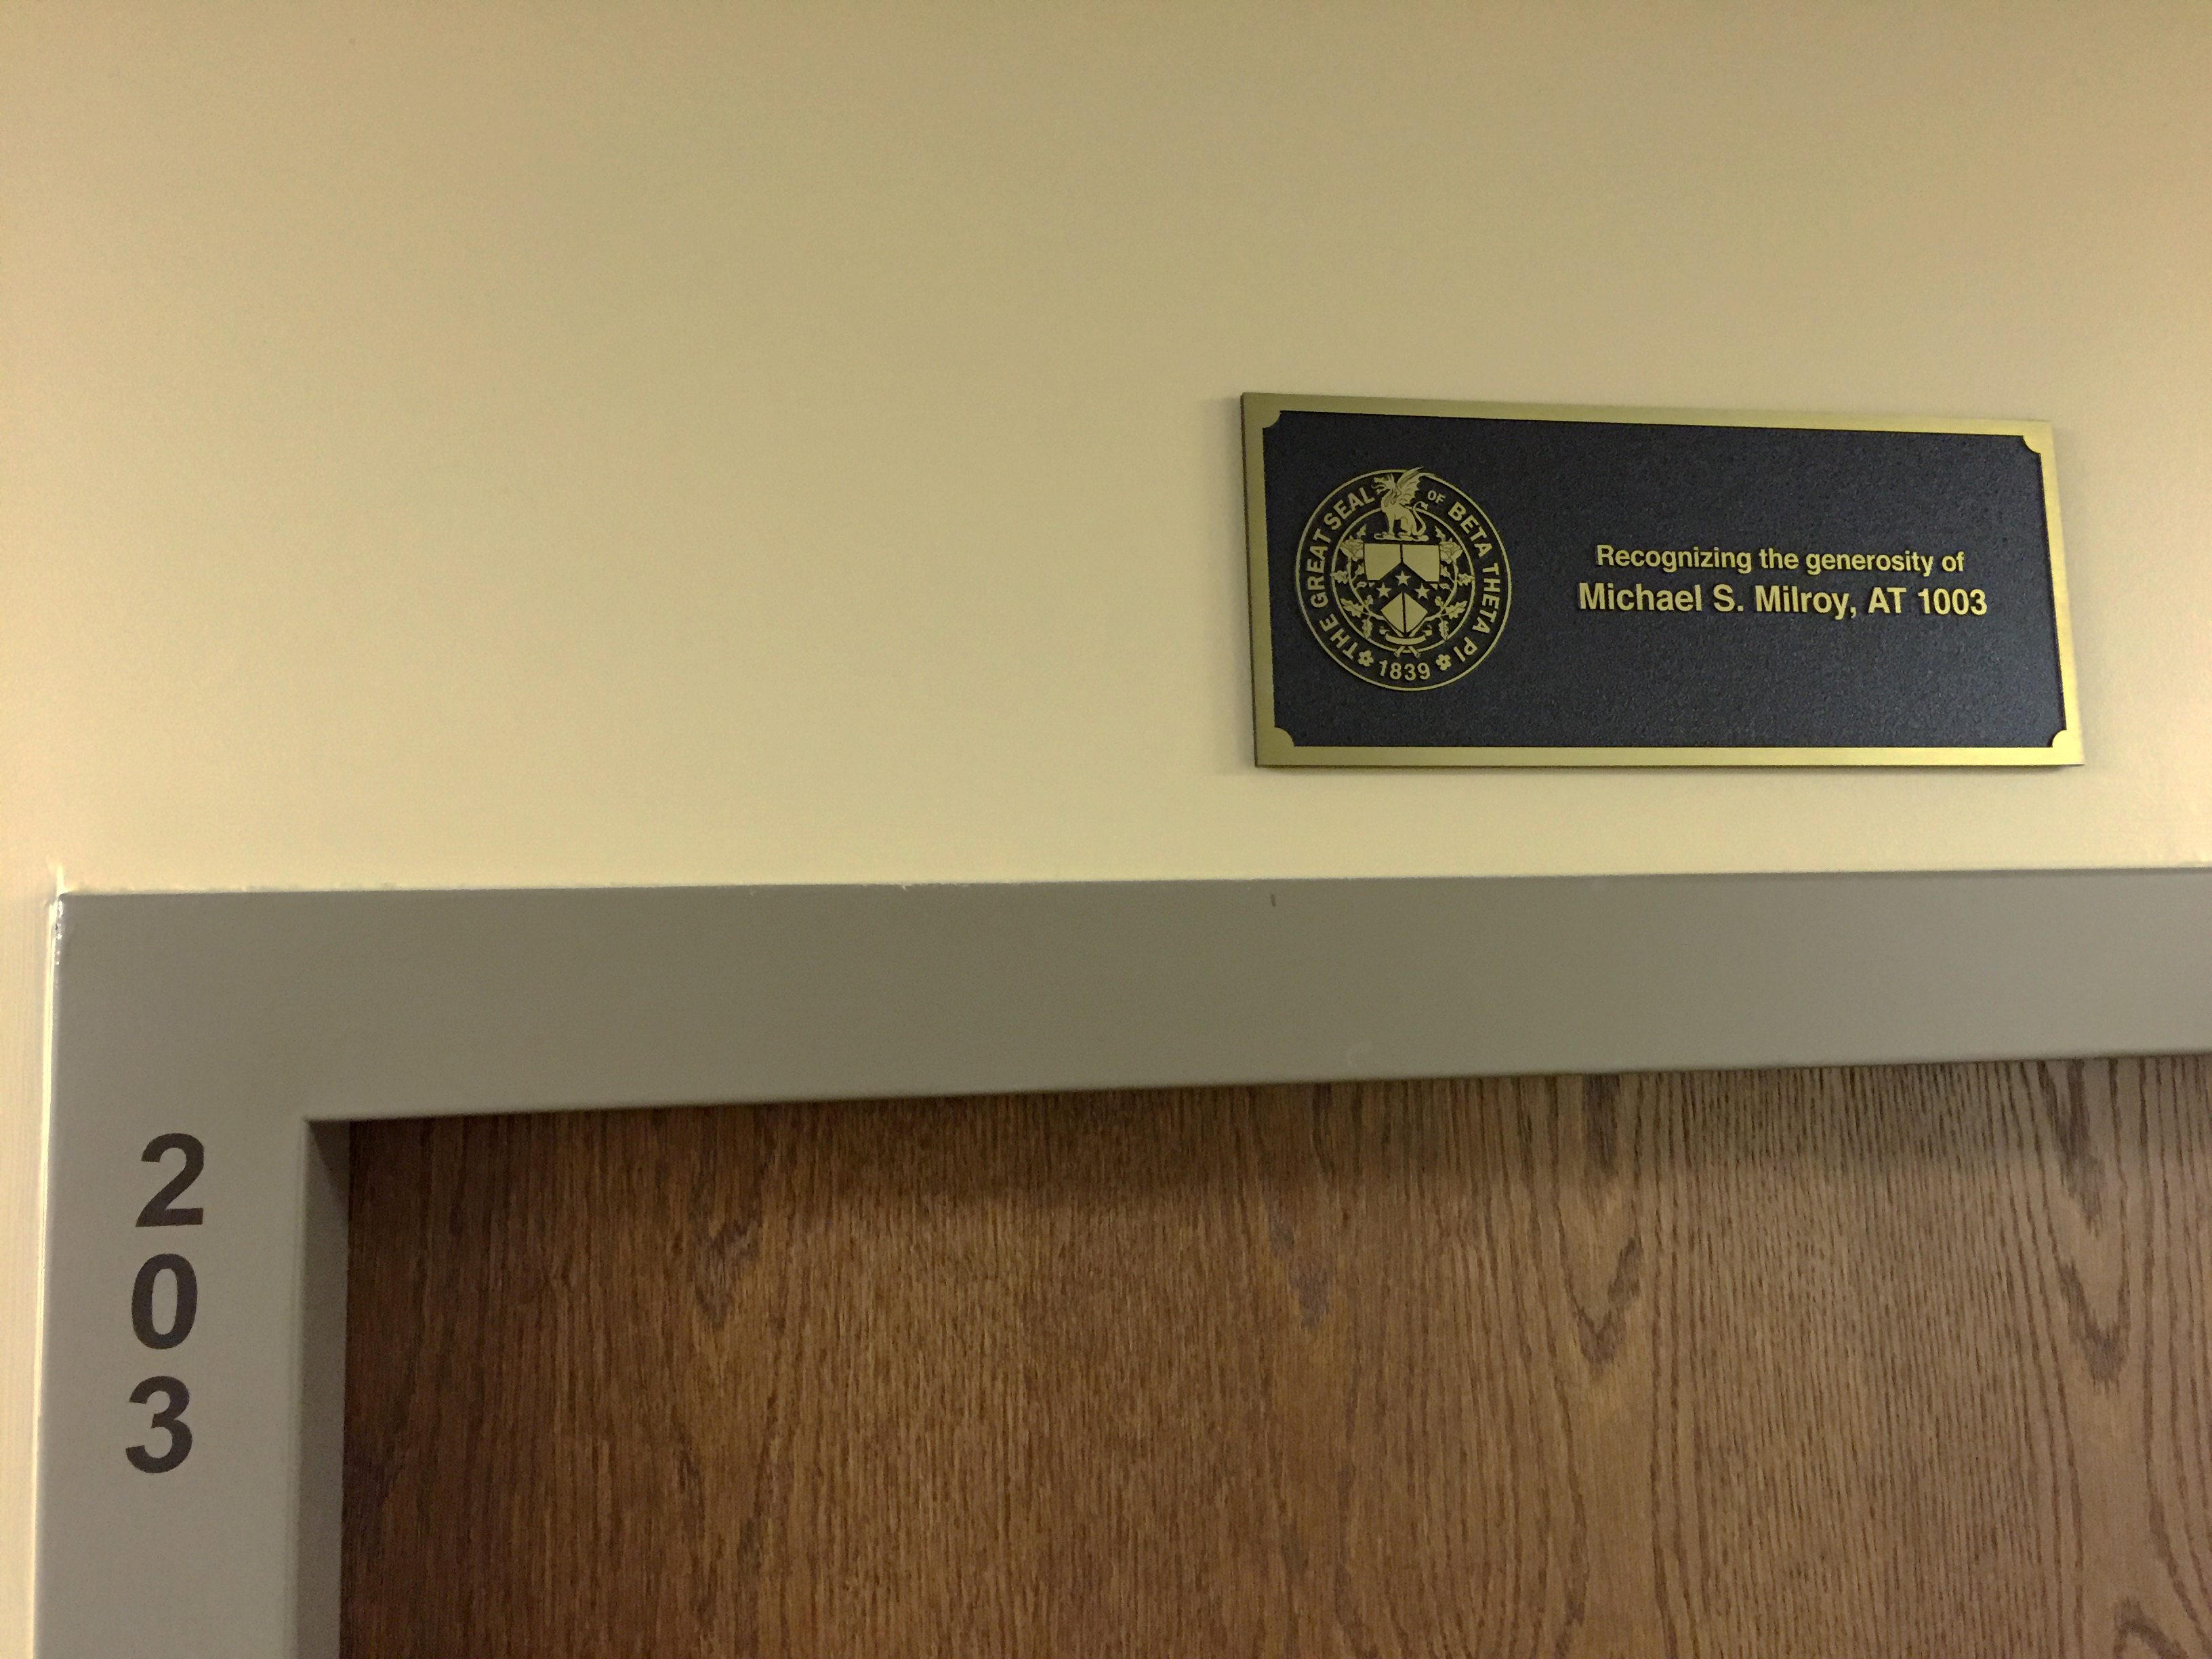 THE GREAT SEAL OF BETA THETA PI
1839
Recognizing the generosity of
Michael S. Milroy, AT 1003
2
0
3